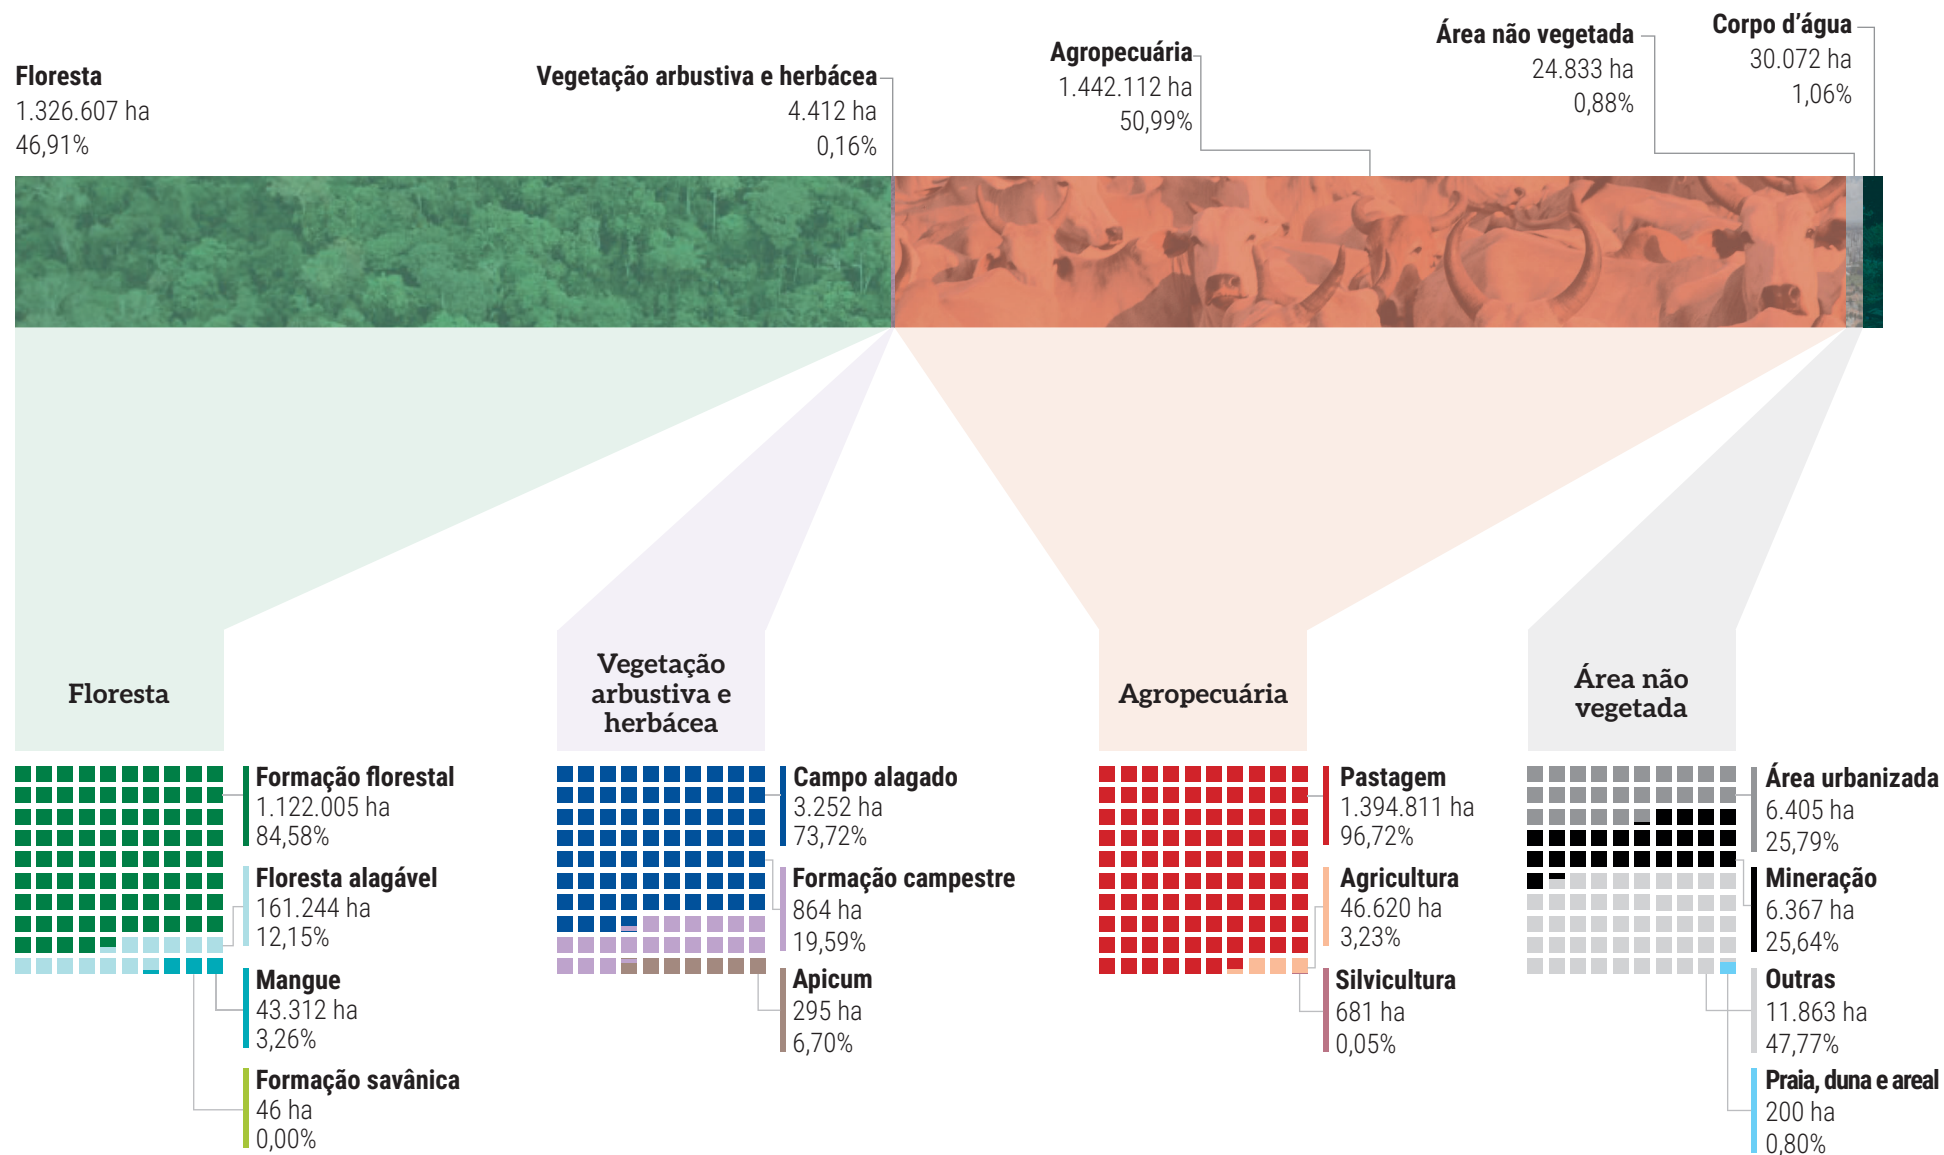 Floresta
1.326.607 ha
46,91%
Vegetação arbustiva e herbácea
4.412 ha
0,16%
Agropecuária
1.442.112 ha
50,99%
Área não vegetada
24.833 ha
0,88%
Corpo d’água
30.072 ha
1,06%
Floresta
Vegetação
arbustiva e
herbácea
Agropecuária
Área não
vegetada
Formação florestal
1.122.005 ha
84,58%
Floresta alagável
161.244 ha
12,15%
Mangue
43.312 ha
3,26%
Formação savânica
46 ha
0,00%
Campo alagado
3.252 ha
73,72%
Formação campestre
864 ha
19,59%
Apicum
295 ha
6,70%
Pastagem
1.394.811 ha
96,72%
Agricultura
46.620 ha
3,23%
Silvicultura
681 ha
0,05%
Área urbanizada
6.405 ha
25,79%
Mineração
6.367 ha
25,64%
Outras
11.863 ha
47,77%
Praia, duna e areal
200 ha
0,80%